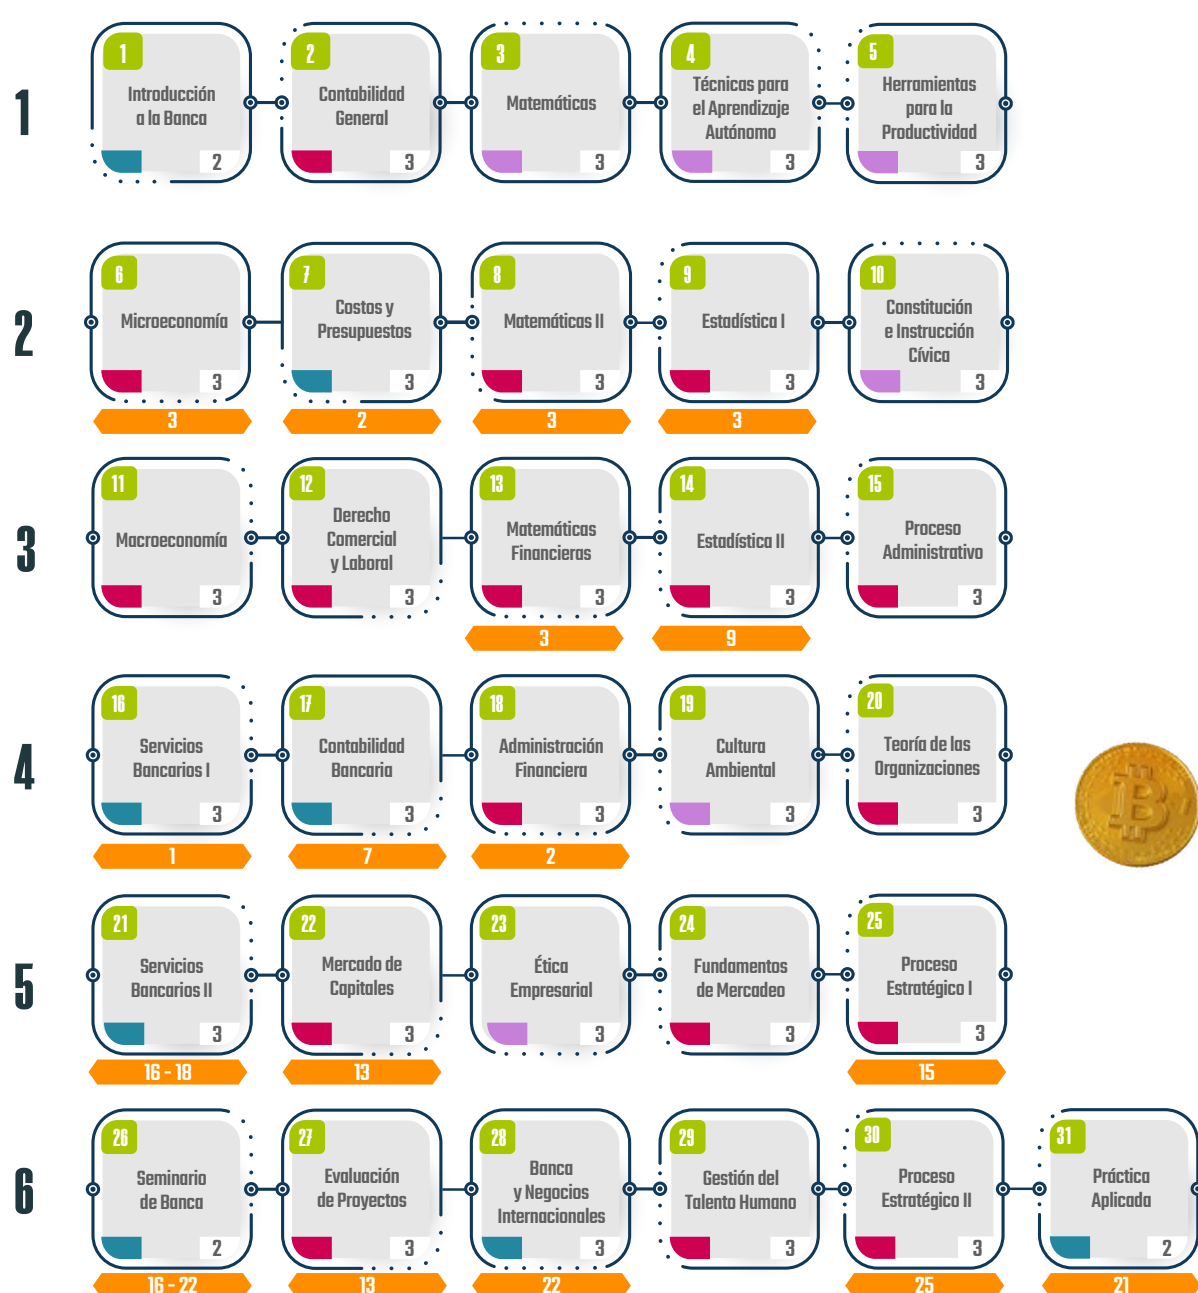 1
1
Introducción
a la Banca
2
2
Contabilidad
General
3
3
Matemáticas
3
4
Técnicas para
el Aprendizaje
Autónomo
3
5
Herramientas
para la
Productividad
3
2
6
Microeconomía
3
3
7
Costos y
Presupuestos
3
2
8
Matemáticas II
3
3
9
Estadística I
3
3
10
Constitución
e Instrucción
Cívica
3
3
11
Macroeconomía
3
12
Derecho
Comercial
y Laboral
3
13
Matemáticas
Financieras
3
3
14
Estadística II
3
9
15
Proceso
Administrativo
3
4
16
Servicios
Bancarios I
3
1
17
Contabilidad
Bancaria
3
7
18
Administración
Financiera
3
2
19
Cultura
Ambiental
3
20
Teoría de las
Organizaciones
3
B
5
21
Servicios
Bancarios II
3
16 - 18
22
Mercado de
Capitales
3
13
23
Ética
Empresarial
3
24
Fundamentos
de Mercadeo
3
25
Proceso
Estratégico I
3
15
6
26
Seminario
de Banca
2
16 - 22
27
Evaluación
de Proyectos
3
13
28
Banca
y Negocios
Internacionales
3
22
29
Gestión del
Talento Humano
3
30
Proceso
Estratégico II
3
25
31
Práctica
Aplicada
2
21